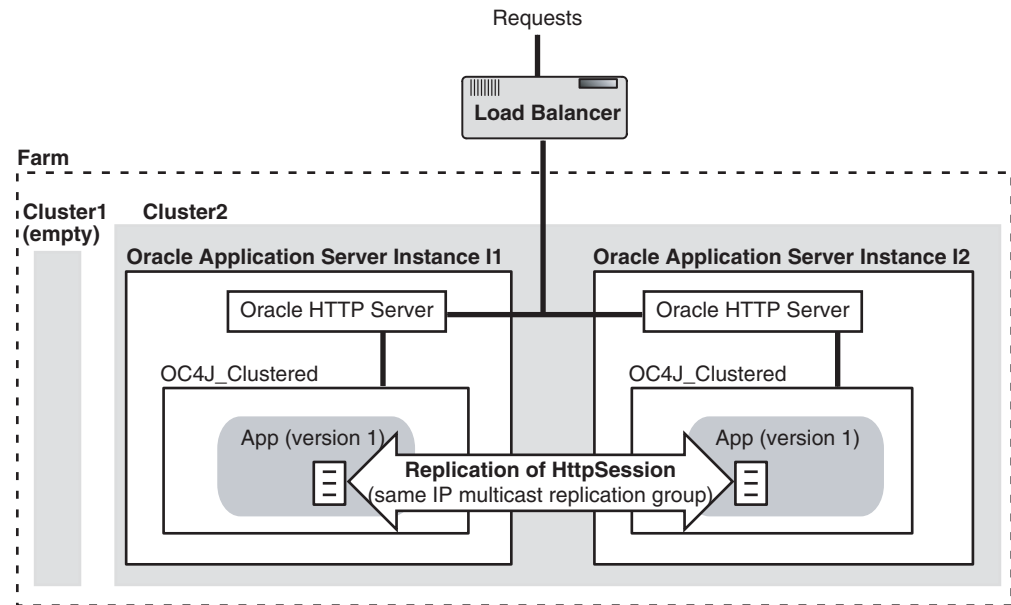 Requests
Load Balancer
Farm
Cluster1
(empty)
Cluster2
Oracle Application Server Instance I1
Oracle HTTP Server
OC4J_Clustered
App (version 1)
Oracle Application Server Instance I2
Oracle HTTP Server
OC4J_Clustered
App (version 1)
Replication of HttpSession
(same IP multicast replication group)